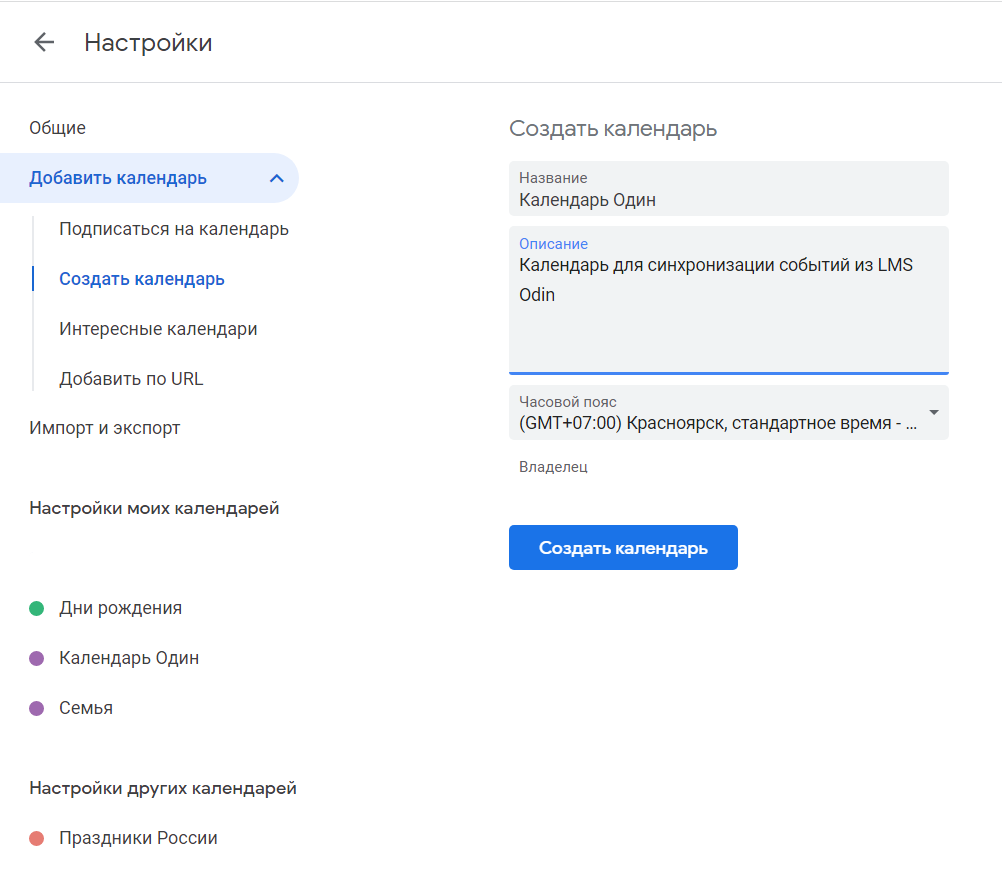 Настройки
Общие
Добавить календарь
Подписаться на календарь
Создать календарь
Интересные календари
Добавить по URL
Импорт и экспорт
Настройки моих календарей
Дни рождения
Календарь Один
Семья
Настройки других календарей
Праздники России
Создать календарь
Название
Календарь Один
Описание
Календарь для синхронизации событий из LMS
Odin
Часовой пояс
(GMT+07:00) Красноярск, стандартное время - ...
Владелец
Создать календарь